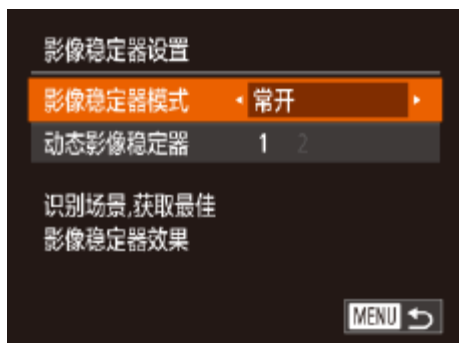 影像稳定器设置
影像稳定器模式 常开
动态影像稳定器 1 2
识别场景,获取最佳
影像稳定器效果
MENU